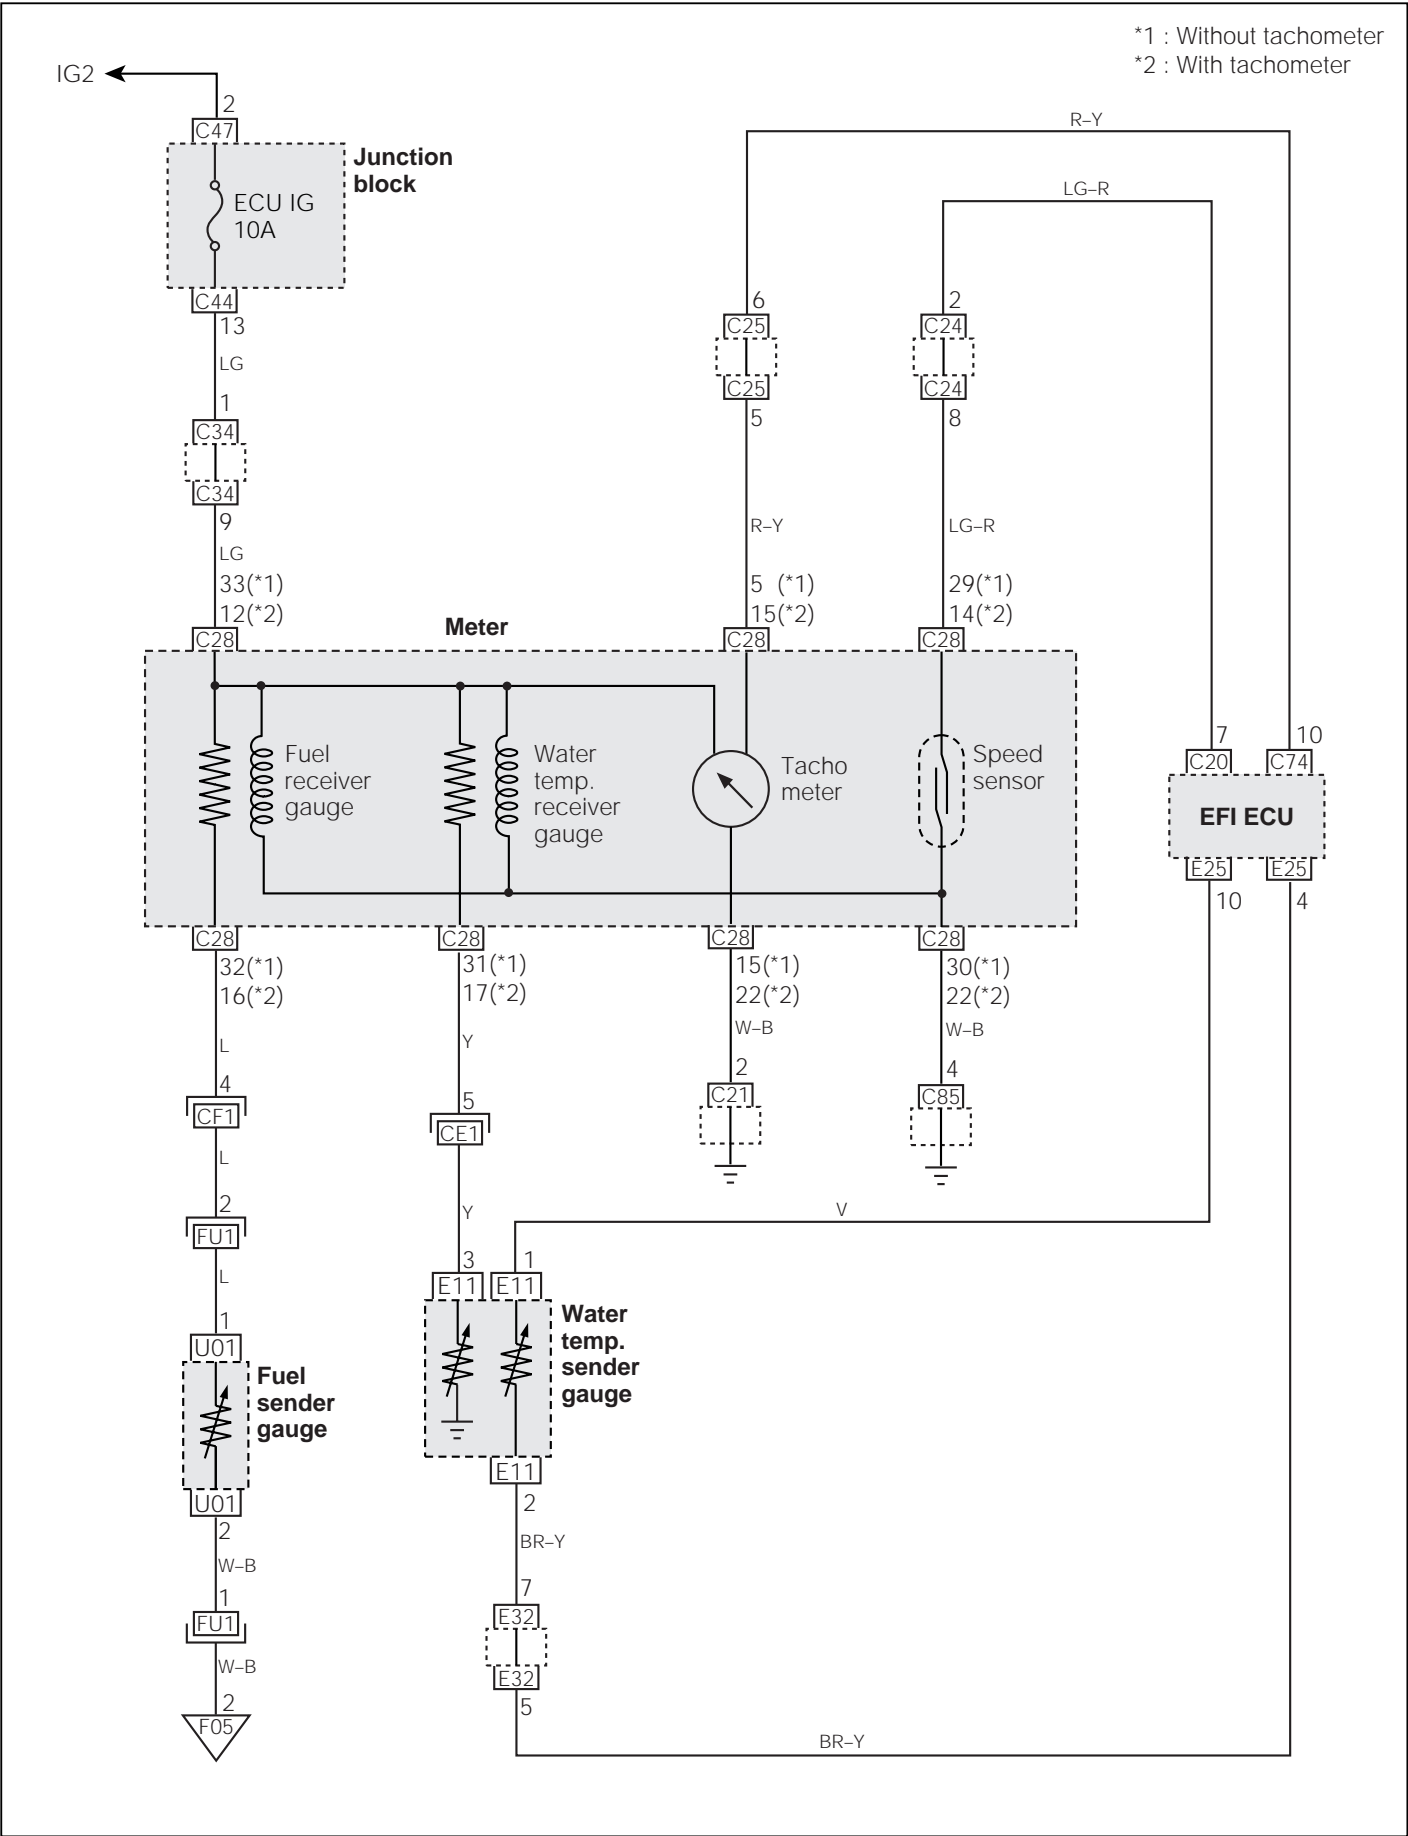 *1 : Without tachometer
*2 : With tachometer
IG2
2
C47
Junction
block
ECU IG
10A
C44
13
LG
1
C34
C34
9
LG
33(*1)
12(*2)
C28
R–Y
LG–R
6
C25
C25
5
R–Y
5 (*1)
15(*2)
C28
2
C24
C24
8
LG–R
29(*1)
14(*2)
C28
Meter
Fuel
receiver
gauge
Water
temp.
receiver
gauge
Tacho
meter
Speed
sensor
7
C20
10
C74
EFI ECU
E25
10
E25
4
C28
32(*1)
16(*2)
L
4
CF1
L
2
FU1
L
1
U01
Fuel
sender
gauge
U01
2
W–B
1
FU1
W–B
2
F05
C28
31(*1)
17(*2)
Y
5
CE1
Y
3
E11
1
E11
Water
temp.
sender
gauge
E11
2
BR–Y
7
E32
E32
5
BR–Y
C28
15(*1)
22(*2)
W–B
2
C21
C28
30(*1)
22(*2)
W–B
4
C85
V